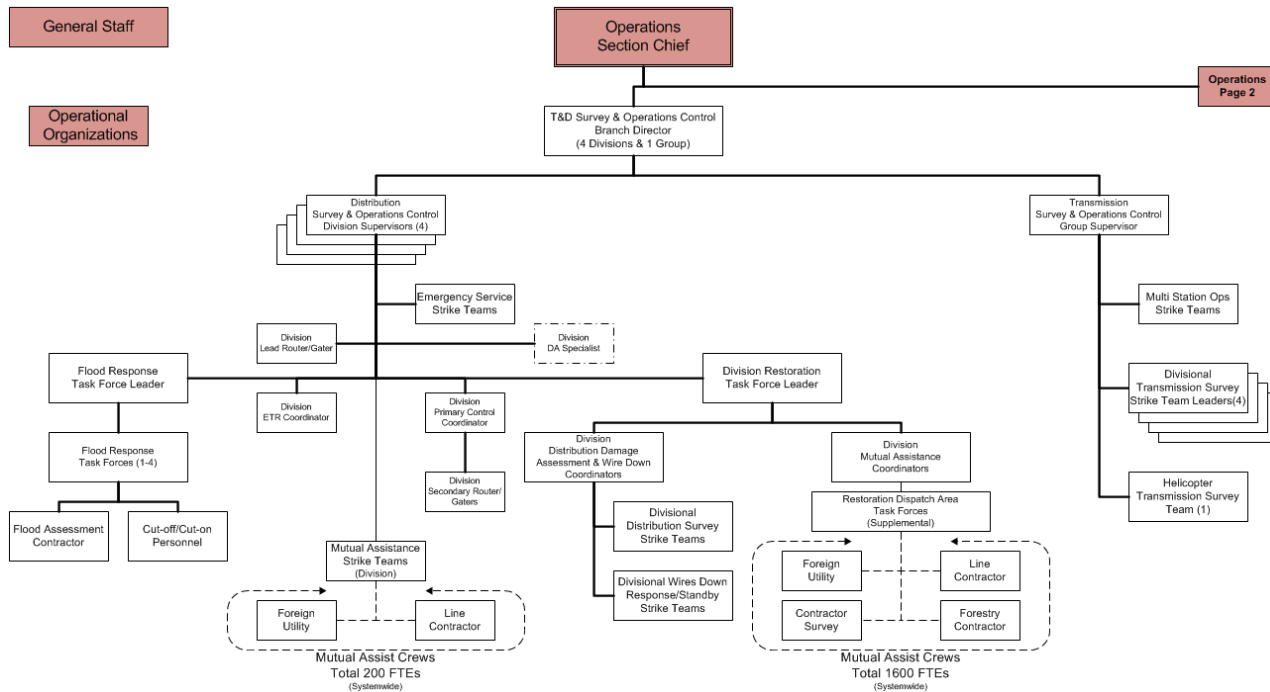 General Staff
Operations
Section Chief
Operations
Page 2
Operational
Organizations
T&D Survey & Operations Control
Branch Director
(4 Divisions & 1 Group)
Distribution
Survey & Operations Control
Division Supervisors (4)
Transmission
Survey & Operations Control
Group Supervisor
Emergency Service
Strike Teams
Multi Station Ops
Strike Teams
Division
Lead Router/Gater
Division
DA Specialist
Flood Response
Task Force Leader
Division Restoration
Task Force Leader
Divisional
Transmission Survey
Strike Team Leaders(4)
Division
ETR Coordinator
Division
Primary Control
Coordinator
Flood Response
Task Forces (1-4)
Division
Distribution Damage
Assessment & Wire Down
Coordinators
Division
Mutual Assistance
Coordinators
Division
Secondary Router/
Gaters
Helicopter
Transmission Survey
Team (1)
Restoration Dispatch Area
Task Forces
(Supplemental)
Flood Assessment
Contractor
Cut-off/Cut-on
Personnel
Divisional
Distribution Survey
Strike Teams
Mutual Assistance
Strike Teams
(Division)
Foreign
Utility
Line
Contractor
Divisional Wires Down
Response/Standby
Strike Teams
Foreign
Utility
Line
Contractor
Contractor
Survey
Forestry
Contractor
Mutual Assist Crews
Total 200 FTEs
(Systemwide)
Mutual Assist Crews
Total 1600 FTEs
(Systemwide)